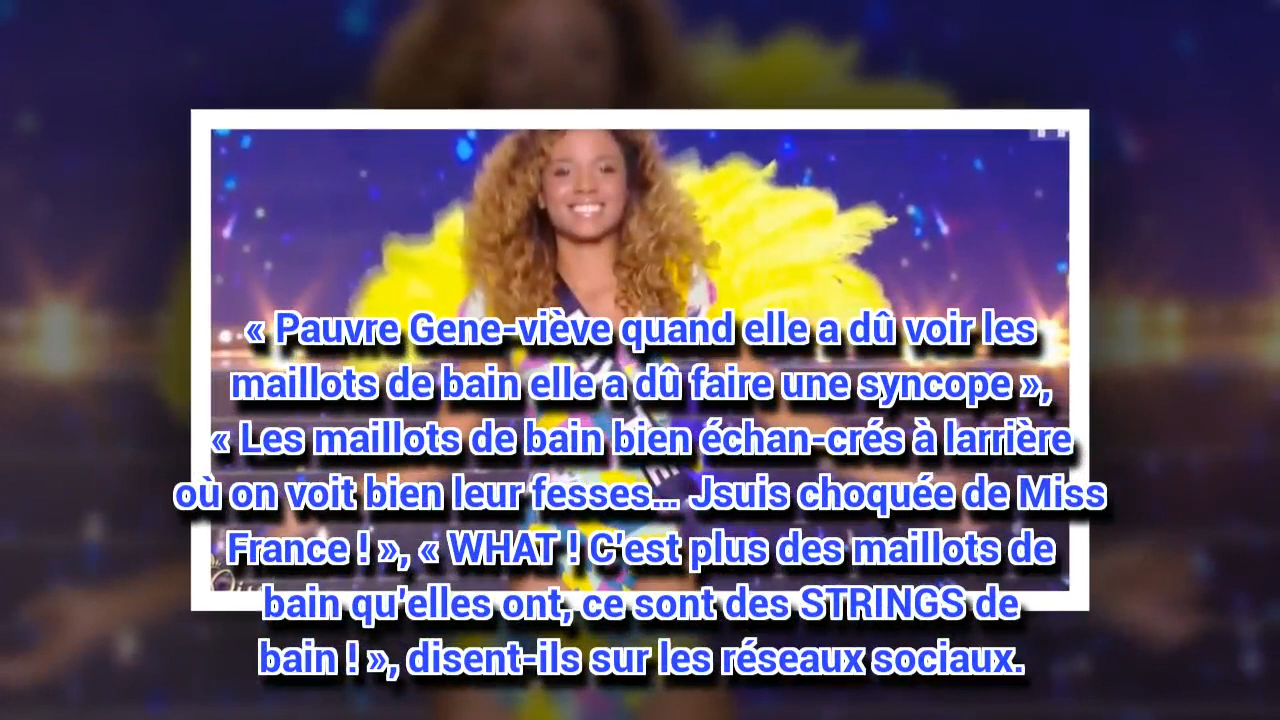 « Pauvre Gene-viève quand elle a dû voir les
maillots de bain elle a dû faire une syncope »,
« Les maillots de bain bien échan-crés à larrière
où on voit bien leur fesses... Jsuis choquée de Miss
France ! », « WHAT ! C'est plus des maillots de
bain qu'elles ont, ce sont des STRINGS de
bain ! », disent-ils sur les réseaux sociaux.